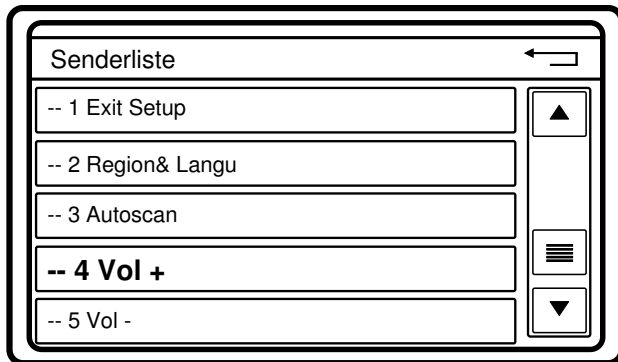 Senderliste
-- 1 Exit Setup
-- 2 Region& Langu
-- 3 Autoscan
-- 4 Vol +
-- 5 Vol -